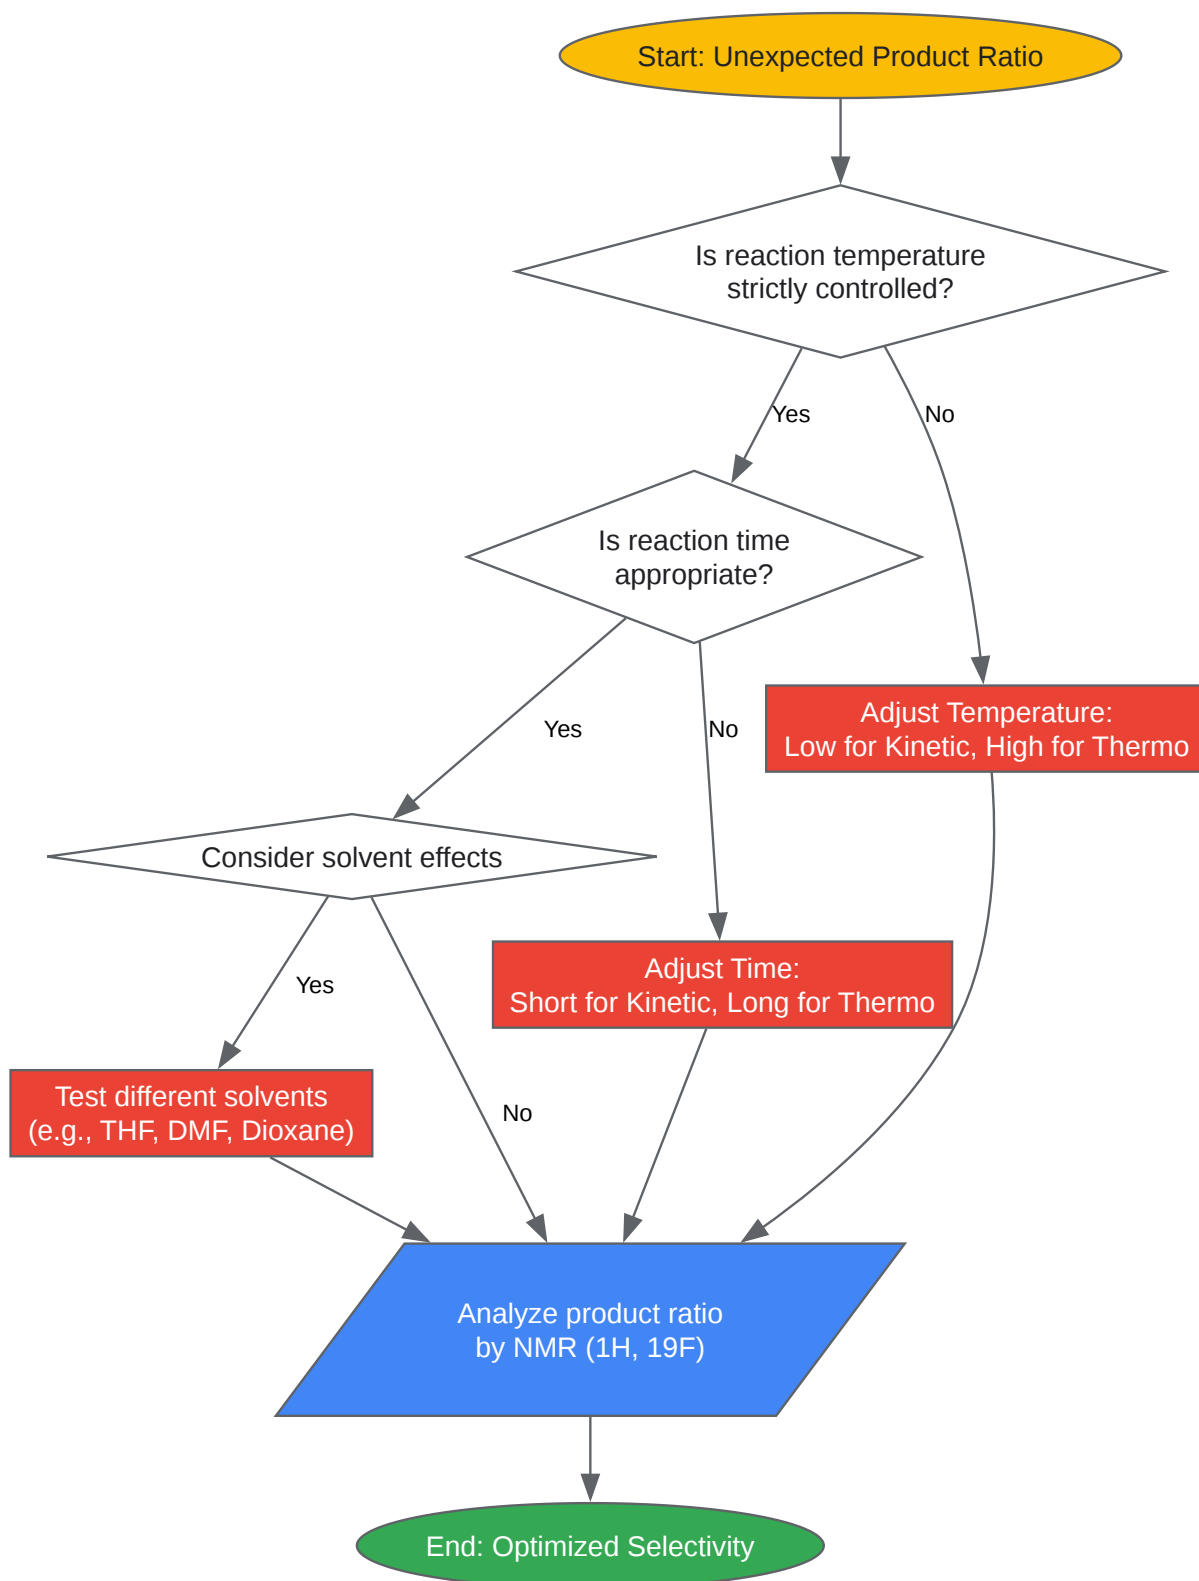 Start: Unexpected Product Ratio
Is reaction temperature
strictly controlled?
Yes
No
Is reaction time
appropriate?
Yes
No
Adjust Temperature:
Low for Kinetic, High for Thermo
Consider solvent effects
Yes
No
Adjust Time:
Short for Kinetic, Long for Thermo
Test different solvents
(e.g., THF, DMF, Dioxane)
Analyze product ratio
by NMR (1H, 19F)
End: Optimized Selectivity